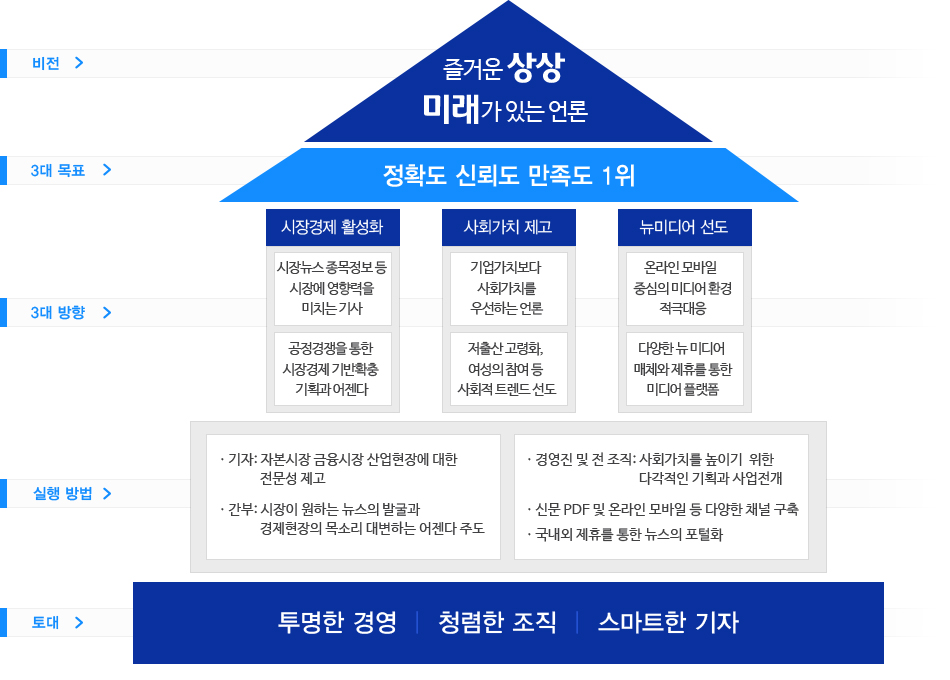 비전
즐거운 상상
미래가 있는 언론
3대 목표
정확도 신뢰도 만족도 1위
3대 방향
시장경제 활성화
시장뉴스 종목정보 등
시장에 영향력을
미치는 기사
공정경쟁을 통한
시장경제 기반확충
기획과 어젠다
사회가치 제고
기업가치보다
사회가치를
우선하는 언론
저출산 고령화,
여성의 참여 등
사회적 트렌드 선도
뉴미디어 선도
온라인 모바일
중심의 미디어 환경
적극대응
다양한 뉴 미디어
매체와 제휴를 통한
미디어 플랫폼
실행 방법
· 기자: 자본시장 금융시장 산업현장에 대한
전문성 제고
· 간부: 시장이 원하는 뉴스의 발굴과
경제현장의 목소리 대변하는 어젠다 주도
· 경영진 및 전 조직: 사회가치를 높이기 위한
다각적인 기획과 사업전개
· 신문 PDF 및 온라인 모바일 등 다양한 채널 구축
· 국내외 제휴를 통한 뉴스의 포털화
토대
투명한 경영 | 청렴한 조직 | 스마트한 기자